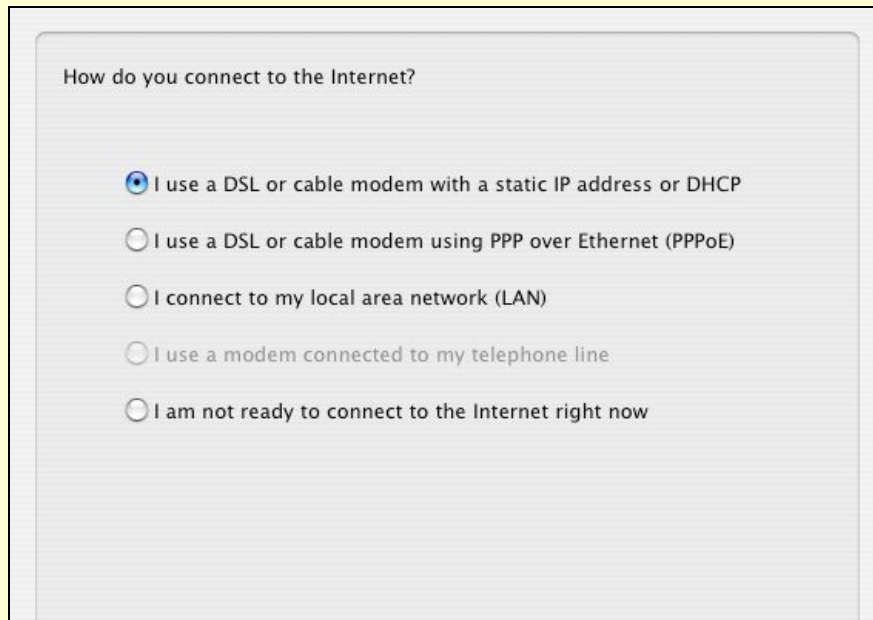 How do you connect to the Internet?
I use a DSL or cable modem with a static IP address or DHCP
I use a DSL or cable modem using PPP over Ethernet (PPPoE)
I connect to my local area network (LAN)
I use a modem connected to my telephone line
I am not ready to connect to the Internet right now